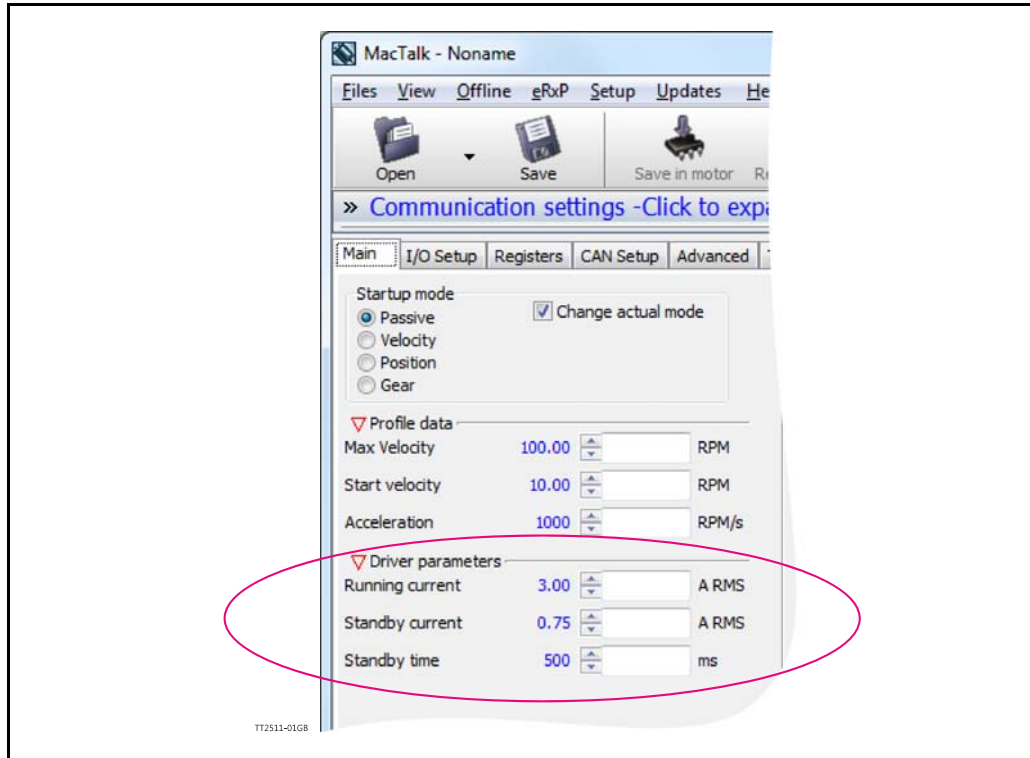 MacTalk - Noname
Files View Offline eRxP Setup Updates He
Open Save Save in motor
» Communication settings -Click to
Main I/O Setup Registers CAN Setup Advanced
Startup mode
Passive Change actual mode
Velocity
Position
Gear
Profile data
Max Velocity 100.00 RPM
Start velocity 10.00 RPM
Acceleration 1000 RPM/s
Driver parameters
Running current 3.00 A RMS
Standby current 0.75 A RMS
Standby time 500 ms
TT2511-01GB